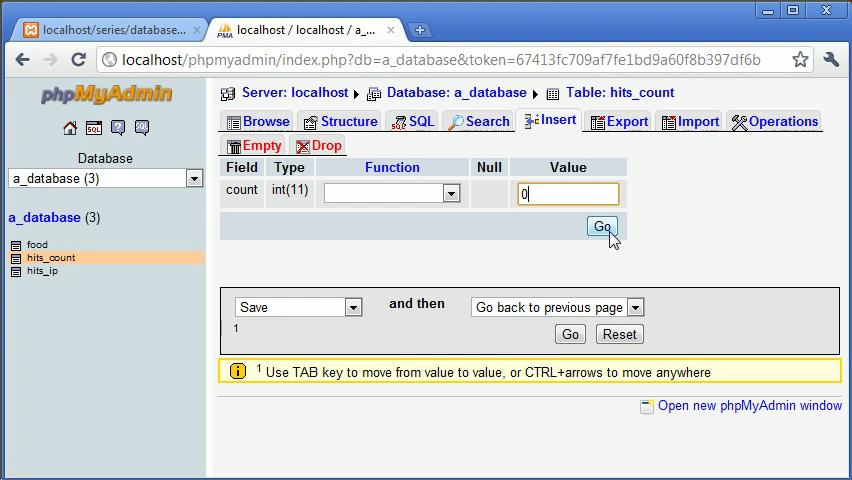 localhost/series/database...
PMA
localhost / localhost / a_...
localhost/phpmyadmin/index.php?db=a_database&token=67413fc709af7fe1bd9a60f8b397df6b
phpMyAdmin
SQL
Database
a_database (3)
a_database (3)
food
hits_count
hits_ip
Server: localhost
Database: a_database
Table: hits_count
Browse
Structure
SQL
Search
Insert
Export
Import
Operations
Empty
Drop
Field Type Function Null Value
count int(11) 0
Go
Save and then Go back to previous page
1
Go Reset
1 Use TAB key to move from value to value, or CTRL+arrows to move anywhere
Open new phpMyAdmin window